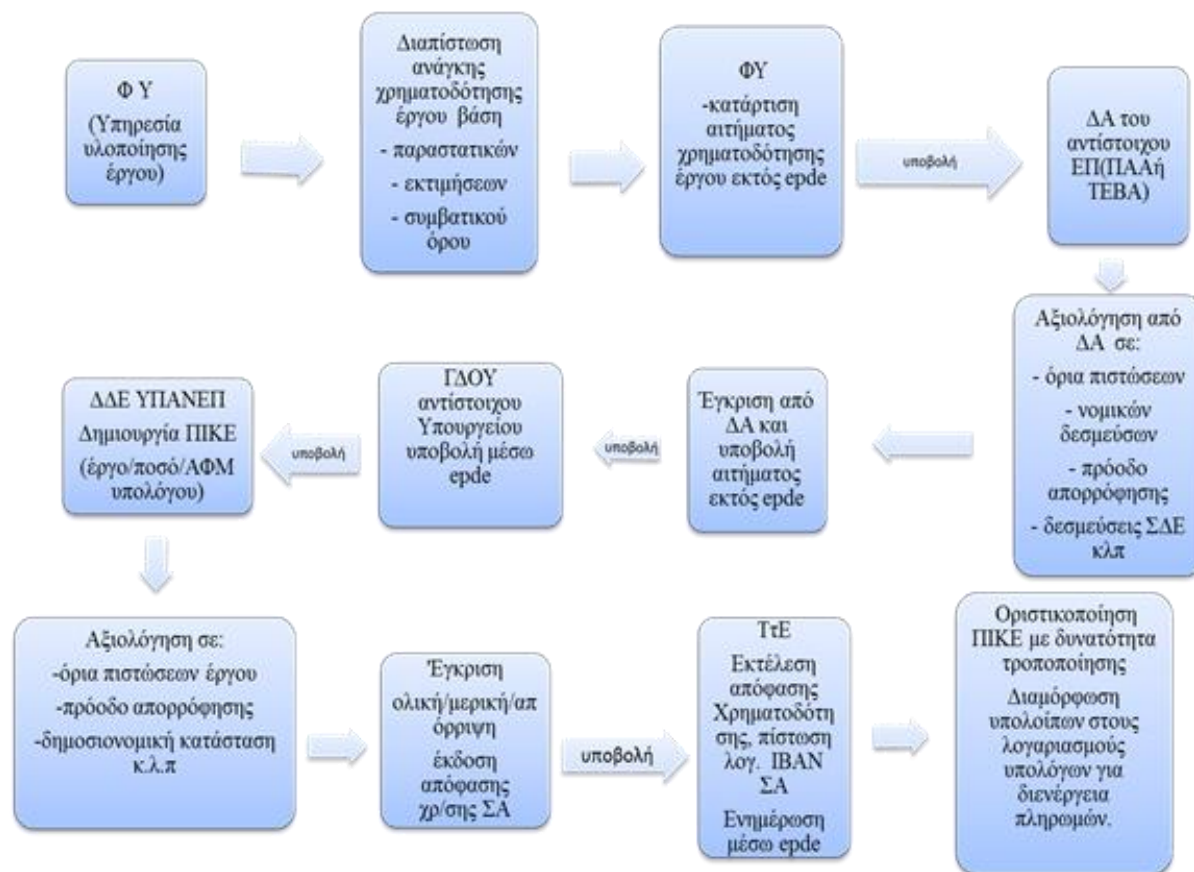 Φ Υ
(Υπηρεσία
υλοποίησης
έργου)
Διαπίστωση
ανάγκης
χρηματοδότησης
έργου βάση
- παραστατικών
- εκτιμήσεων
- συμβατικού
όρου
ΦΥ
-κατάρτιση
αιτήματος
χρηματοδότησης
έργου εκτός epde
υποβολή
ΔΑ του
αντίστοιχου
ΕΠ(ΠΑΑή
ΤΕΒΑ)
Αξιολόγηση από
ΔΑ σε:
- όρια πιστώσεων
- νομικών
δεσμεύσων
- πρόοδο
απορρόφησης
- δεσμεύσεις ΣΔΕ
κλπ
Έγκριση από
ΔΑ και
υποβολή
αιτήματος
εκτός epde
υποβολή
ΓΔΟΥ
αντίστοιχου
Υπουργείου
υποβολή μέσω
epde
υποβολή
ΔΔΕ ΥΠΑΝΕΠ
Δημιουργία ΠΙΚΕ
(έργο/ποσό/ΑΦΜ
υπολόγου)
Αξιολόγηση σε:
-όρια πιστώσεων έργου
-πρόοδο απορρόφησης
-δημοσιονομική κατάσταση
κ.λ.π
Έγκριση
ολική/μερική/απ
όρριψη
έκδοση
απόφασης
χρ/σης ΣΑ
υποβολή
ΤτΕ
Εκτέλεση
απόφασης
Χρηματοδότη
σης, πίστωση
λογ. ΙΒΑΝ
ΣΑ
Ενημέρωση
μέσω epde
Οριστικοποίηση
ΠΙΚΕ με δυνατότητα
τροποποίησης
Διαμόρφωση
υπολοίπων στους
λογαριασμούς
υπολόγων για
διενέργεια
πληρωμών.